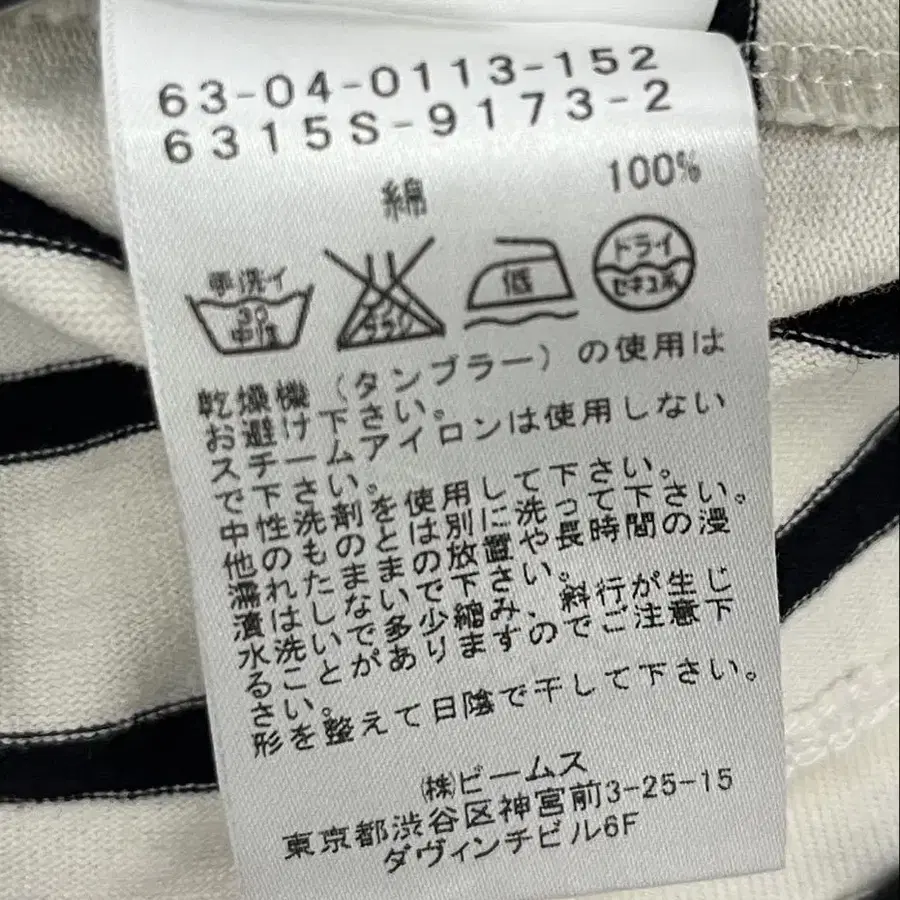 63-04-0113-152
6315S-9173-2
綿 100%
手洗イ 30 中性
エンソ サラシ
低
ドライ セキユ系
乾燥機（タンブラー）の使用は
お避け下さい。
スチームアイロンは使用しない
で下さい。
中性洗剤を使用して下さい。
他のものとは別に洗って下さい。
濡れたままの放置や長時間の浸
漬はしないで下さい。
水洗いで多少縮み、斜行が生じ
ることがありますのでご注意下
さい。
形を整えて日陰で干して下さい。
㈱ビームス
東京都渋谷区神宮前3-25-15
ダヴィンチビル6F